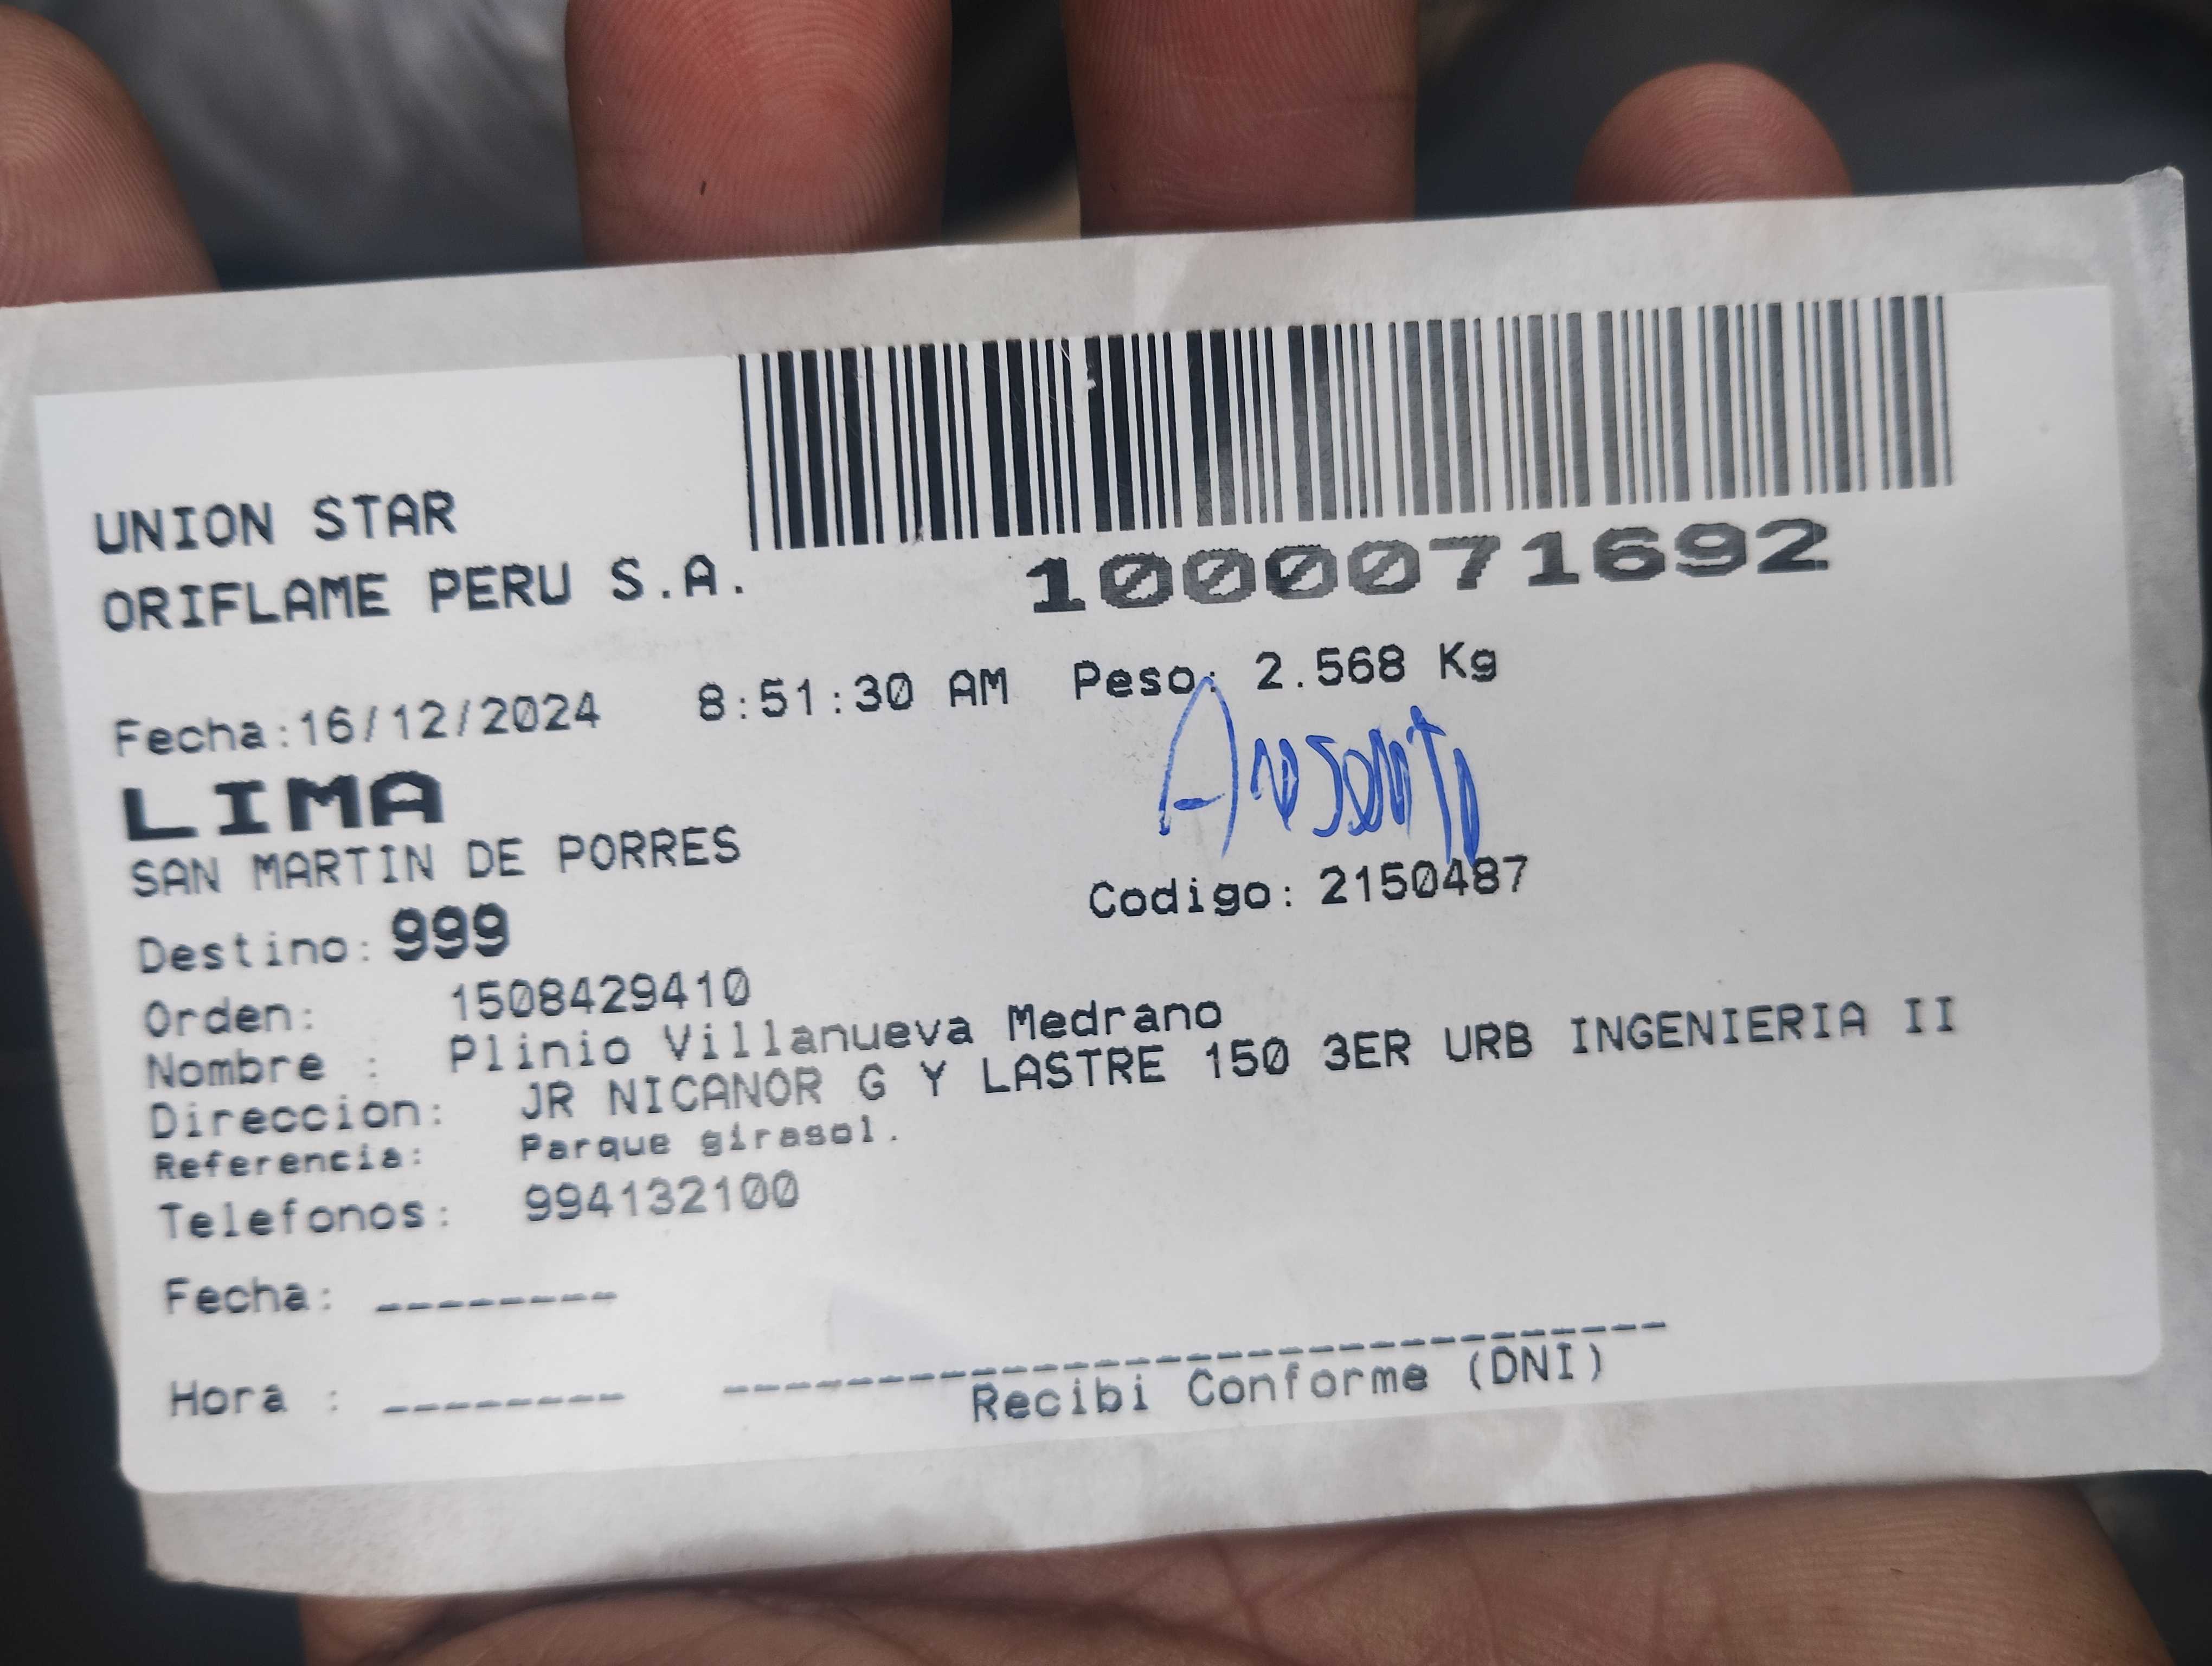 UNION STAR
ORIFLAME PERU S.A.
1000071692
Fecha:16/12/2024 8:51:30 AM Peso: 2.568 Kg
LIMA
SAN MARTIN DE PORRES
Codigo: 2150487
Destino: 999
Orden: 1508429410
Nombre : Plinio Villanueva Medrano
Direccion: JR NICANOR G Y LASTRE 150 3ER URB INGENIERIA II
Referencia: Parque girasol.
Telefonos: 994132100
Fecha: --------
Hora : --------
Recibi Conforme (DNI)